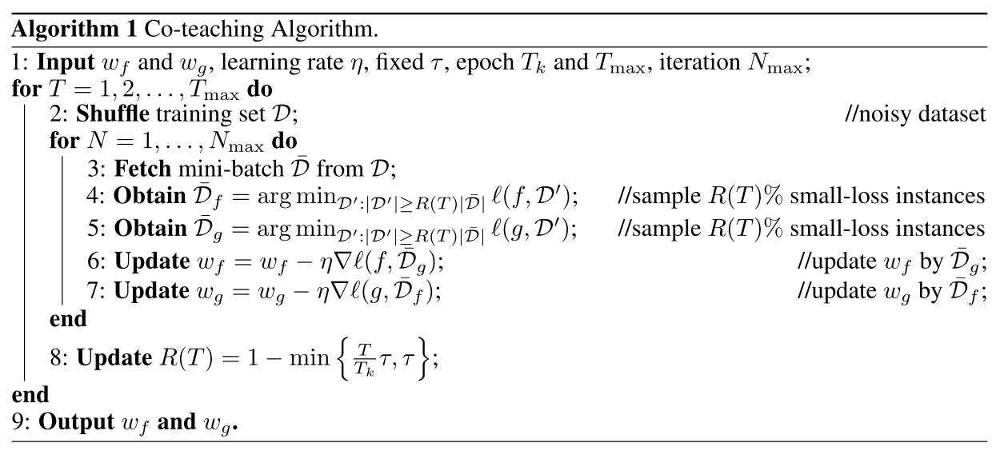 Algorithm 1 Co-teaching Algorithm.
1: Input $w_f$ and $w_g$, learning rate $\eta$, fixed $\tau$, epoch $T_k$ and $T_{\max}$, iteration $N_{\max}$;
for $T = 1, 2, \ldots, T_{\max}$ do
2: Shuffle training set $\mathcal{D}$; //noisy dataset
for $N = 1, \ldots, N_{\max}$ do
3: Fetch mini-batch $\bar{\mathcal{D}}$ from $\mathcal{D}$;
4: Obtain $\bar{\mathcal{D}}_f = \arg\min_{\mathcal{D}':|\mathcal{D}'|\geq R(T)|\bar{\mathcal{D}}|} \ell(f, \mathcal{D}')$; //sample $R(T)\%$ small-loss instances
5: Obtain $\bar{\mathcal{D}}_g = \arg\min_{\mathcal{D}':|\mathcal{D}'|\geq R(T)|\bar{\mathcal{D}}|} \ell(g, \mathcal{D}')$; //sample $R(T)\%$ small-loss instances
6: Update $w_f = w_f - \eta\nabla\ell(f, \bar{\mathcal{D}}_g)$; //update $w_f$ by $\bar{\mathcal{D}}_g$;
7: Update $w_g = w_g - \eta\nabla\ell(g, \bar{\mathcal{D}}_f)$; //update $w_g$ by $\bar{\mathcal{D}}_f$;
end
8: Update $R(T) = 1 - \min\left\{\frac{T}{T_k}\tau, \tau\right\}$;
end
9: Output $w_f$ and $w_g$.